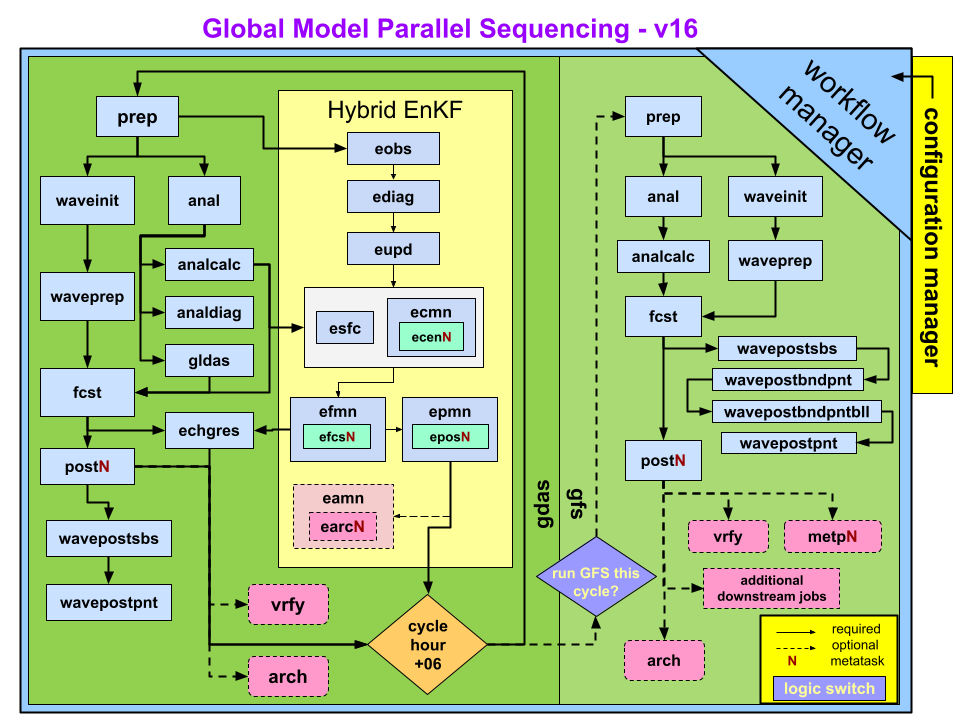 Global Model Parallel Sequencing - v16
workflow
manager
configuration manager
prep
waveinit
anal
analcalc
waveprep
analdiag
gldas
fcst
echgres
postN
wavepostsbs
wavepostpnt
vrfy
arch
Hybrid EnKF
eobs
ediag
eupd
esfc
ecmn
ecenN
efmn
efcsN
epmn
eposN
eamn
earcN
cycle
hour
+06
gdas
gfs
run GFS this
cycle?
prep
anal
waveinit
analcalc
waveprep
fcst
wavepostsbs
wavepostbndpnt
wavepostbndpntbll
wavepostpnt
postN
vrfy
metpN
additional
downstream jobs
arch
required
optional
N
metatask
logic switch